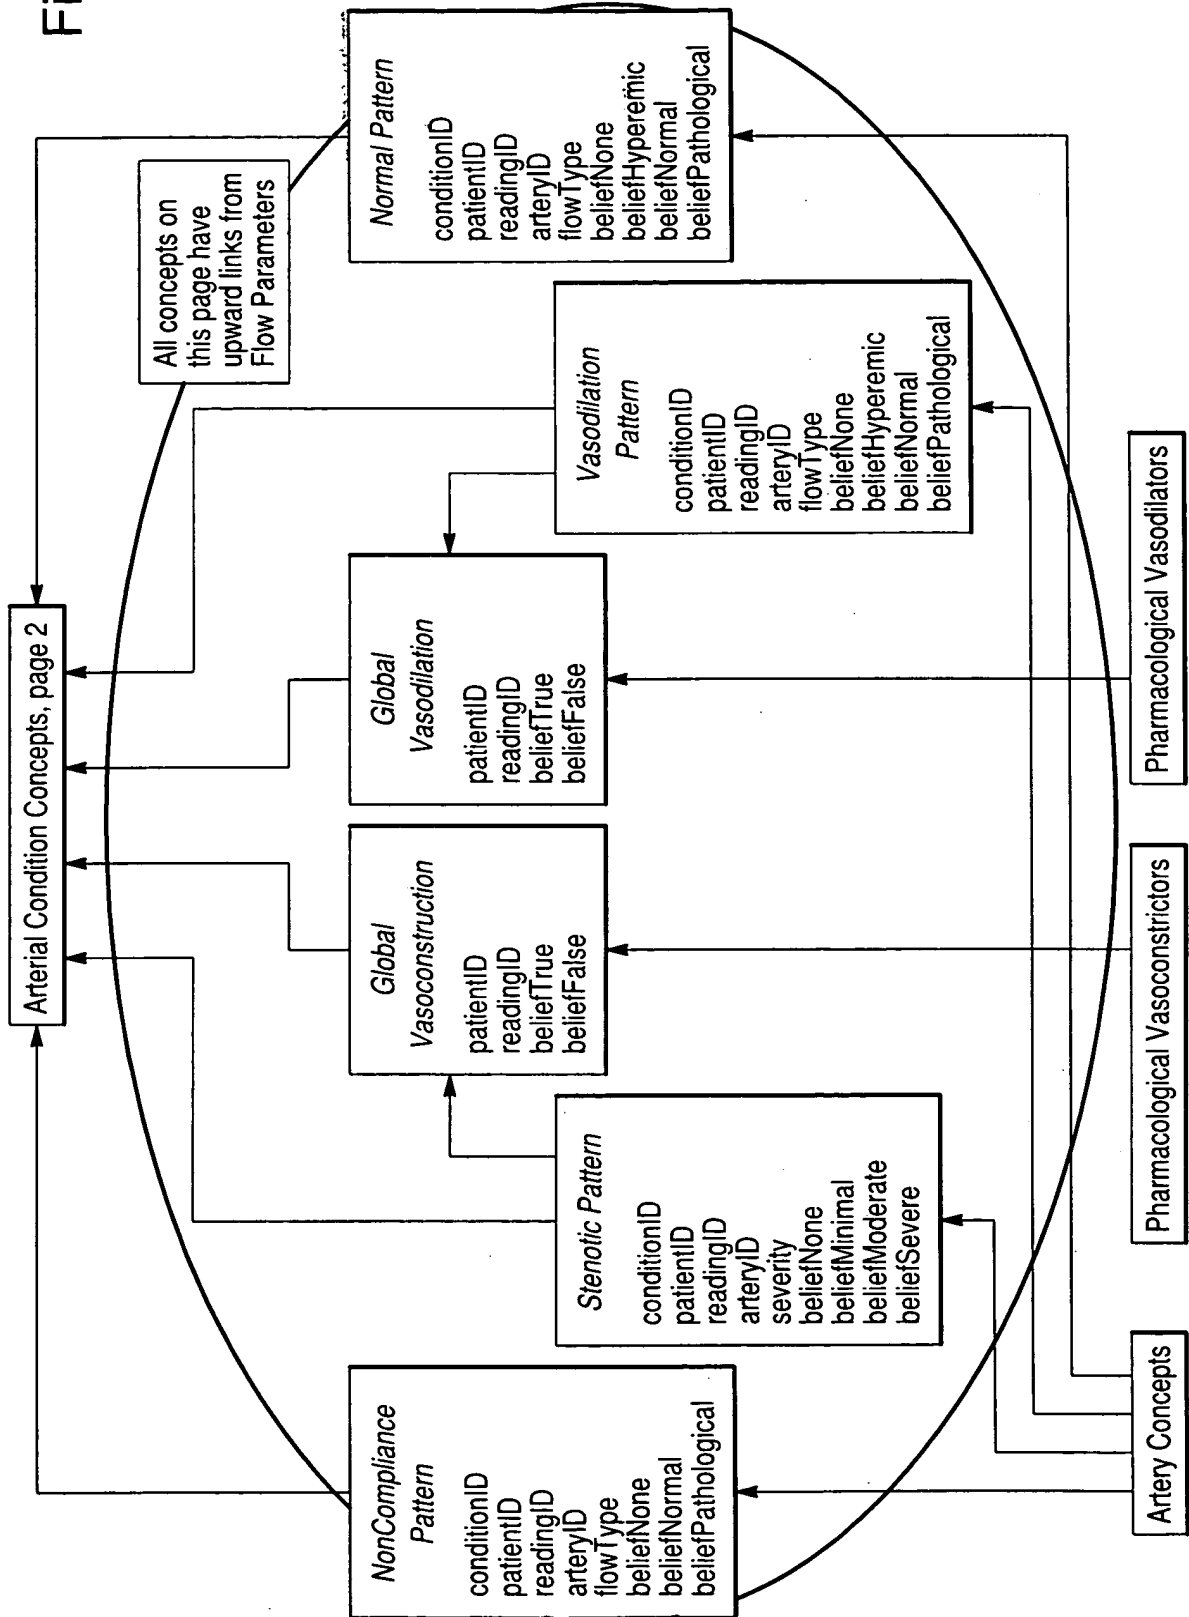 Fi
Arterial Condition Concepts, page 2
All concepts on
this page have
upward links from
Flow Parameters
NonCompliance
Pattern
conditionID
patientID
readingID
arteryID
flowType
beliefNone
beliefNormal
beliefPathological
Stenotic Pattern
conditionID
patientID
readingID
arteryID
severity
beliefNone
beliefMinimal
beliefModerate
beliefSevere
Global
Vasoconstruction
patientID
readingID
beliefTrue
beliefFalse
Global
Vasodilation
patientID
readingID
beliefTrue
beliefFalse
Vasodilation
Pattern
conditionID
patientID
readingID
arteryID
flowType
beliefNone
beliefHyperemic
beliefNormal
beliefPathological
Normal Pattern
conditionID
patientID
readingID
arteryID
flowType
beliefNone
beliefHyperemic
beliefNormal
beliefPathological
Artery Concepts
Pharmacological Vasoconstrictors
Pharmacological Vasodilators